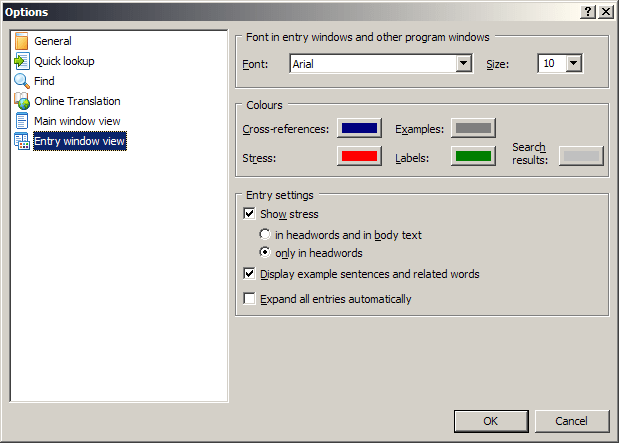 Options
General
Quick lookup
Find
Online Translation
Main window view
Entry window view
Font in entry windows and other program windows
Font: Arial Size: 10
Colours
Cross-references: Examples:
Stress: Labels: Search results:
Entry settings
Show stress
in headwords and in body text
only in headwords
Display example sentences and related words
Expand all entries automatically
OK Cancel